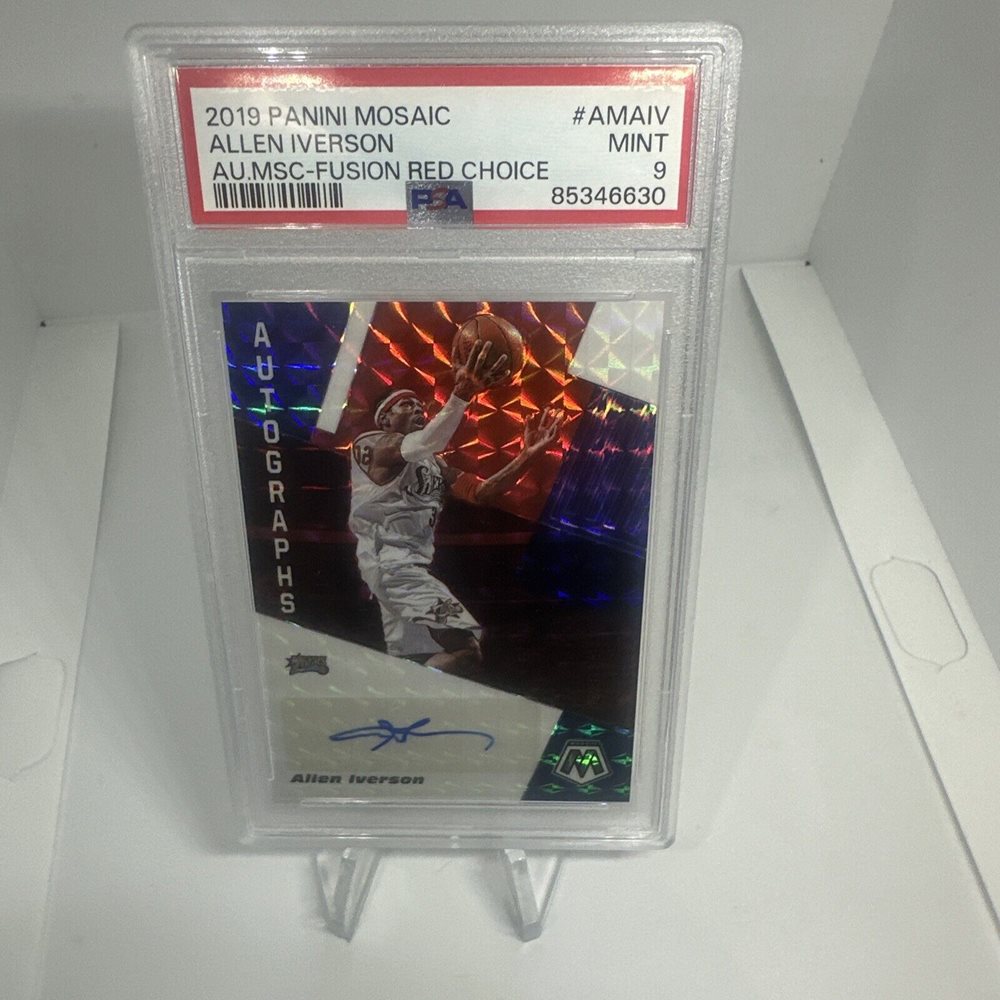 2019 PANINI MOSAIC #AMAIV
ALLEN IVERSON MINT
AU.MSC-FUSION RED CHOICE 9
PSA 85346630
AUTOGRAPHS
Allen Iverson
M